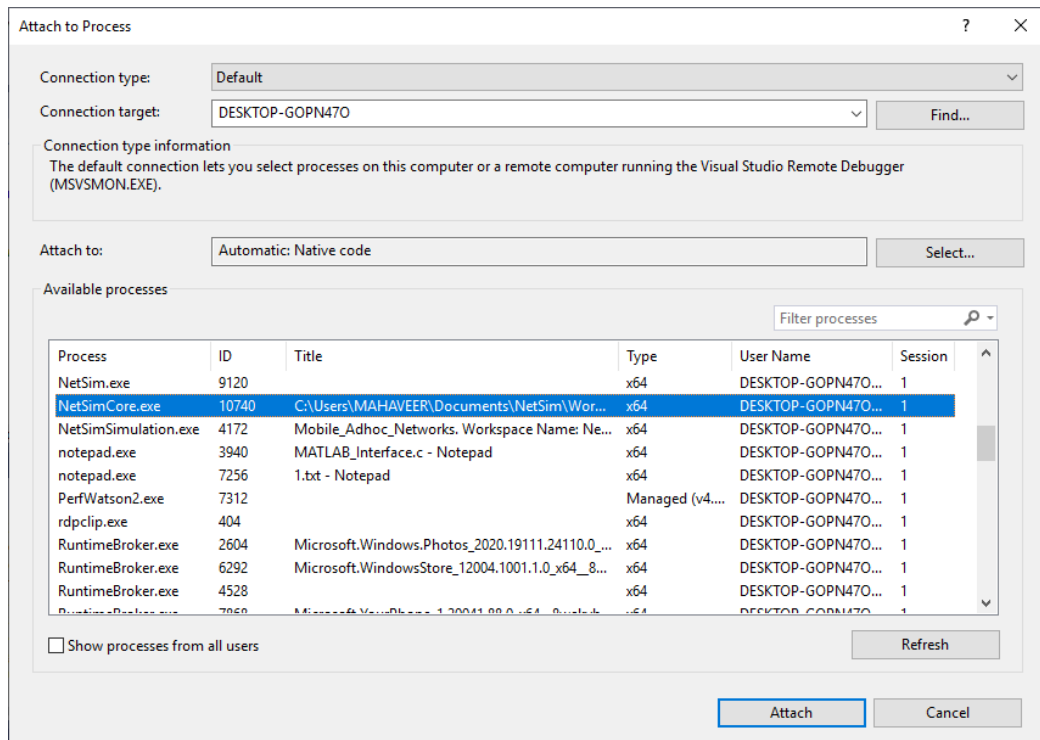 Attach to Process
Connection type: Default
Connection target: DESKTOP-GOPN47O Find...
Connection type information
The default connection lets you select processes on this computer or a remote computer running the Visual Studio Remote Debugger
(MSVSMON.EXE).
Attach to: Automatic: Native code Select...
Available processes
Filter processes
Process ID Title Type User Name Session
NetSim.exe 9120 x64 DESKTOP-GOPN47O... 1
NetSimCore.exe 10740 C:\Users\MAHAVEER\Documents\NetSim\Wor... x64 DESKTOP-GOPN47O... 1
NetSimSimulation.exe 4172 Mobile_Adhoc_Networks. Workspace Name: Ne... x64 DESKTOP-GOPN47O... 1
notepad.exe 3940 MATLAB_Interface.c - Notepad x64 DESKTOP-GOPN47O... 1
notepad.exe 7256 1.txt - Notepad x64 DESKTOP-GOPN47O... 1
PerfWatson2.exe 7312 Managed (v4.... DESKTOP-GOPN47O... 1
rdpclip.exe 404 x64 DESKTOP-GOPN47O... 1
RuntimeBroker.exe 2604 Microsoft.Windows.Photos_2020.19111.24110.0_... x64 DESKTOP-GOPN47O... 1
RuntimeBroker.exe 6292 Microsoft.WindowsStore_12004.1001.1.0_x64__8... x64 DESKTOP-GOPN47O... 1
RuntimeBroker.exe 4528 x64 DESKTOP-GOPN47O... 1
RuntimeBroker.exe 7868 x64 DESKTOP-GOPN47O... 1
Show processes from all users Refresh
Attach Cancel